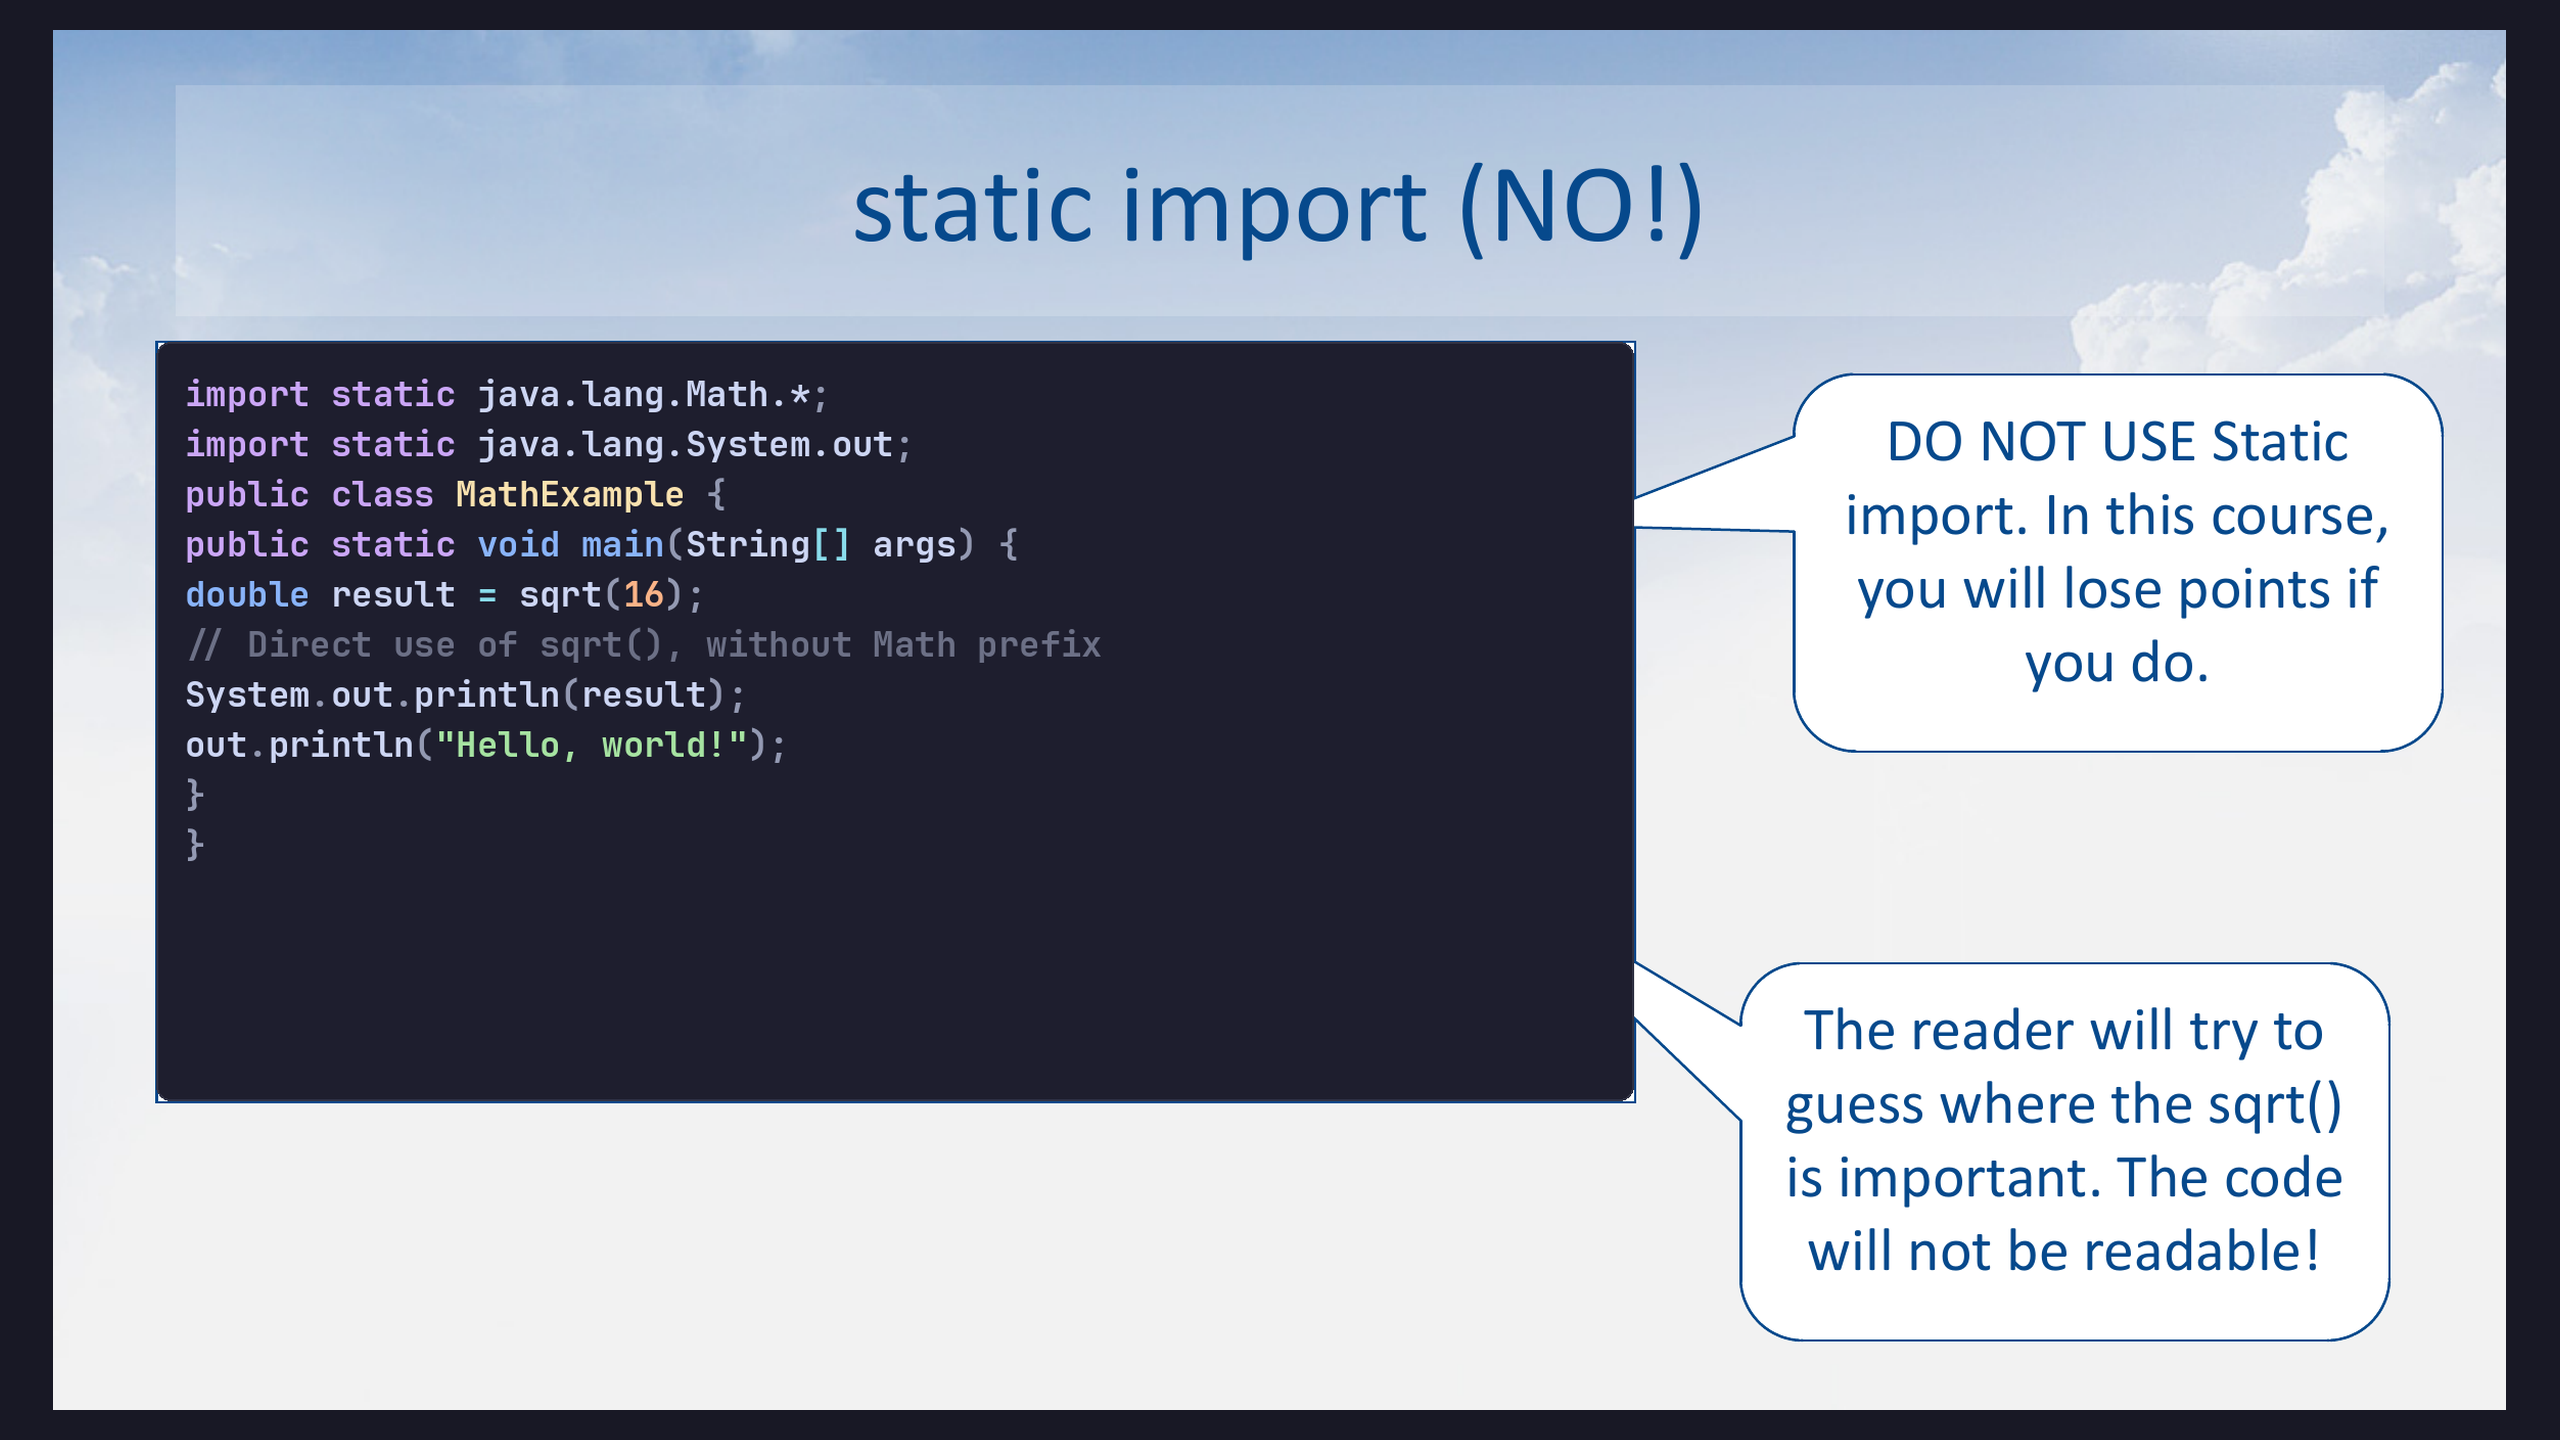 static import (NO!)
import static java.lang.Math.*;
import static java.lang.System.out;
public class MathExample {
public static void main(String[] args) {
double result = sqrt(16);
// Direct use of sqrt(), without Math prefix
System.out.println(result);
out.println("Hello, world!");
}
}
DO NOT USE Static
import. In this course,
you will lose points if
you do.
The reader will try to
guess where the sqrt()
is important. The code
will not be readable!